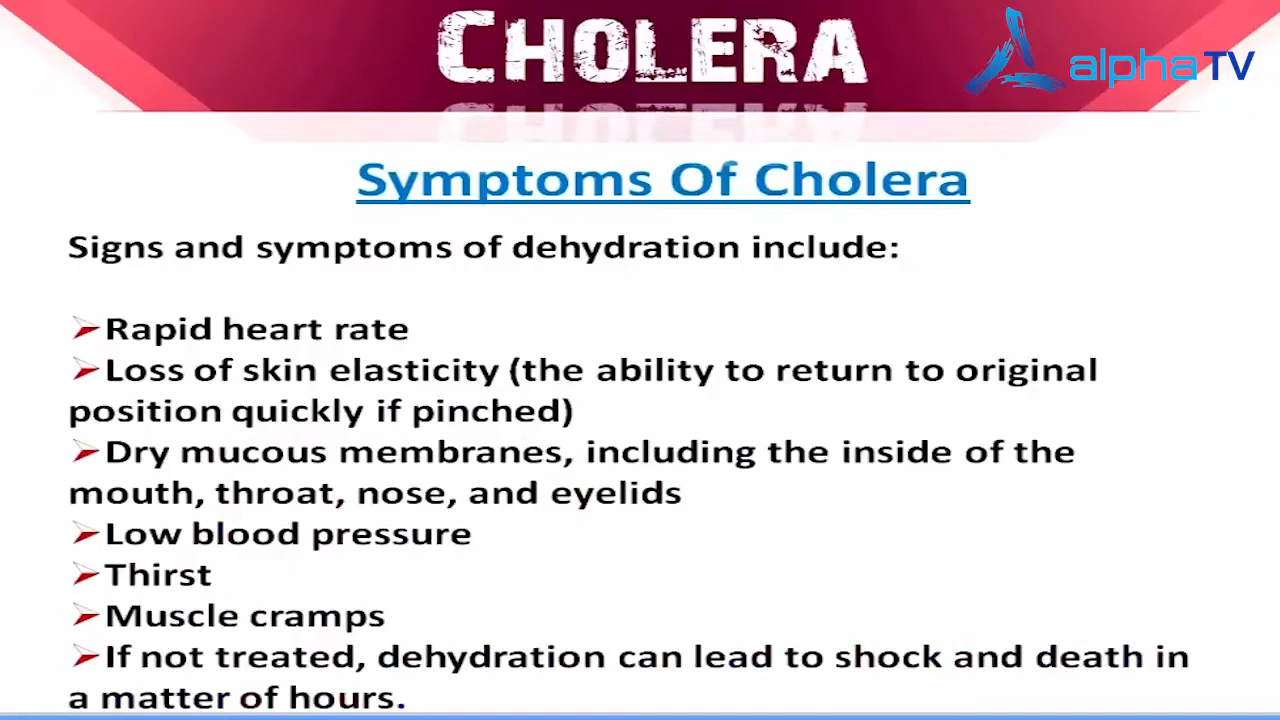 CHOLERA
alphaTV
Symptoms Of Cholera
Signs and symptoms of dehydration include:
➢Rapid heart rate
➢Loss of skin elasticity (the ability to return to original
position quickly if pinched)
➢Dry mucous membranes, including the inside of the
mouth, throat, nose, and eyelids
➢Low blood pressure
➢Thirst
➢Muscle cramps
➢If not treated, dehydration can lead to shock and death in
a matter of hours.